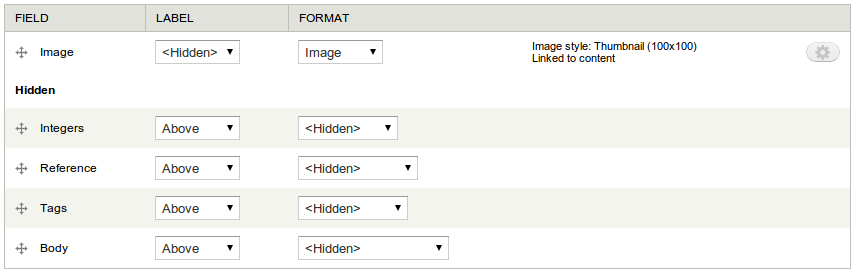 FIELD LABEL FORMAT
Image <Hidden> Image Image style: Thumbnail (100x100)
Linked to content
Hidden
Integers Above <Hidden>
Reference Above <Hidden>
Tags Above <Hidden>
Body Above <Hidden>